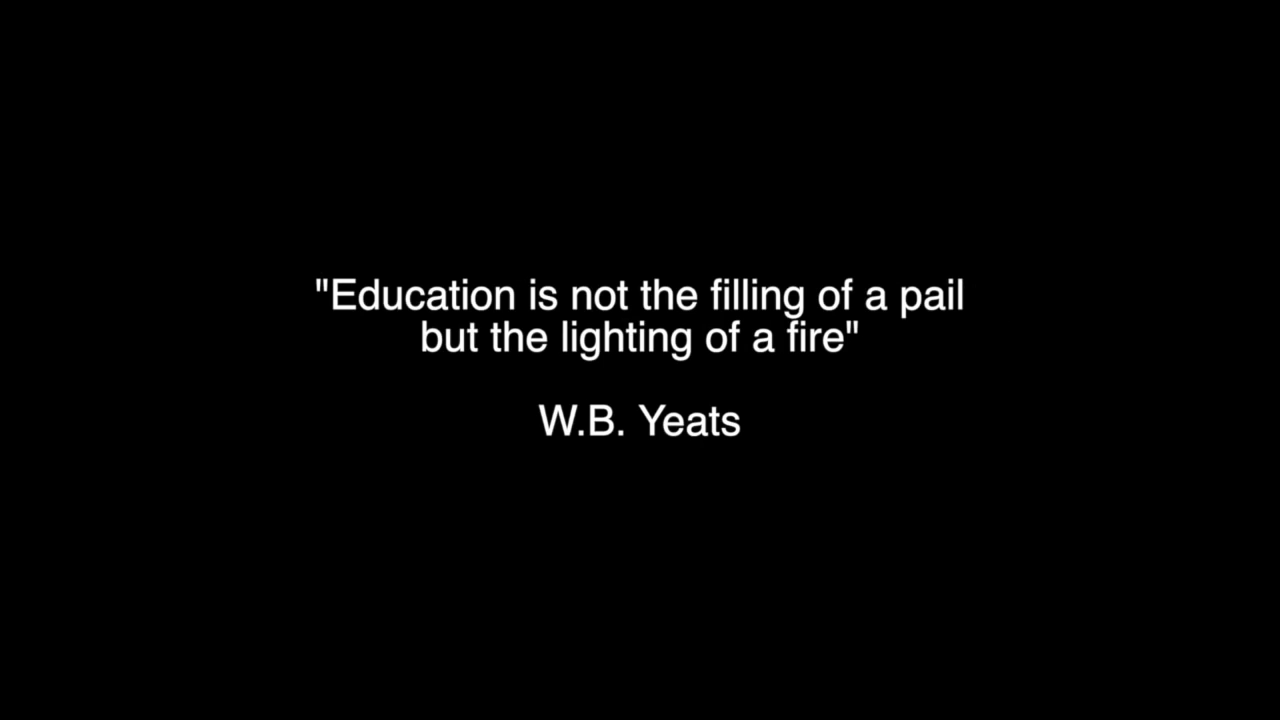 "Education is not the filling of a pail
but the lighting of a fire"
W.B. Yeats